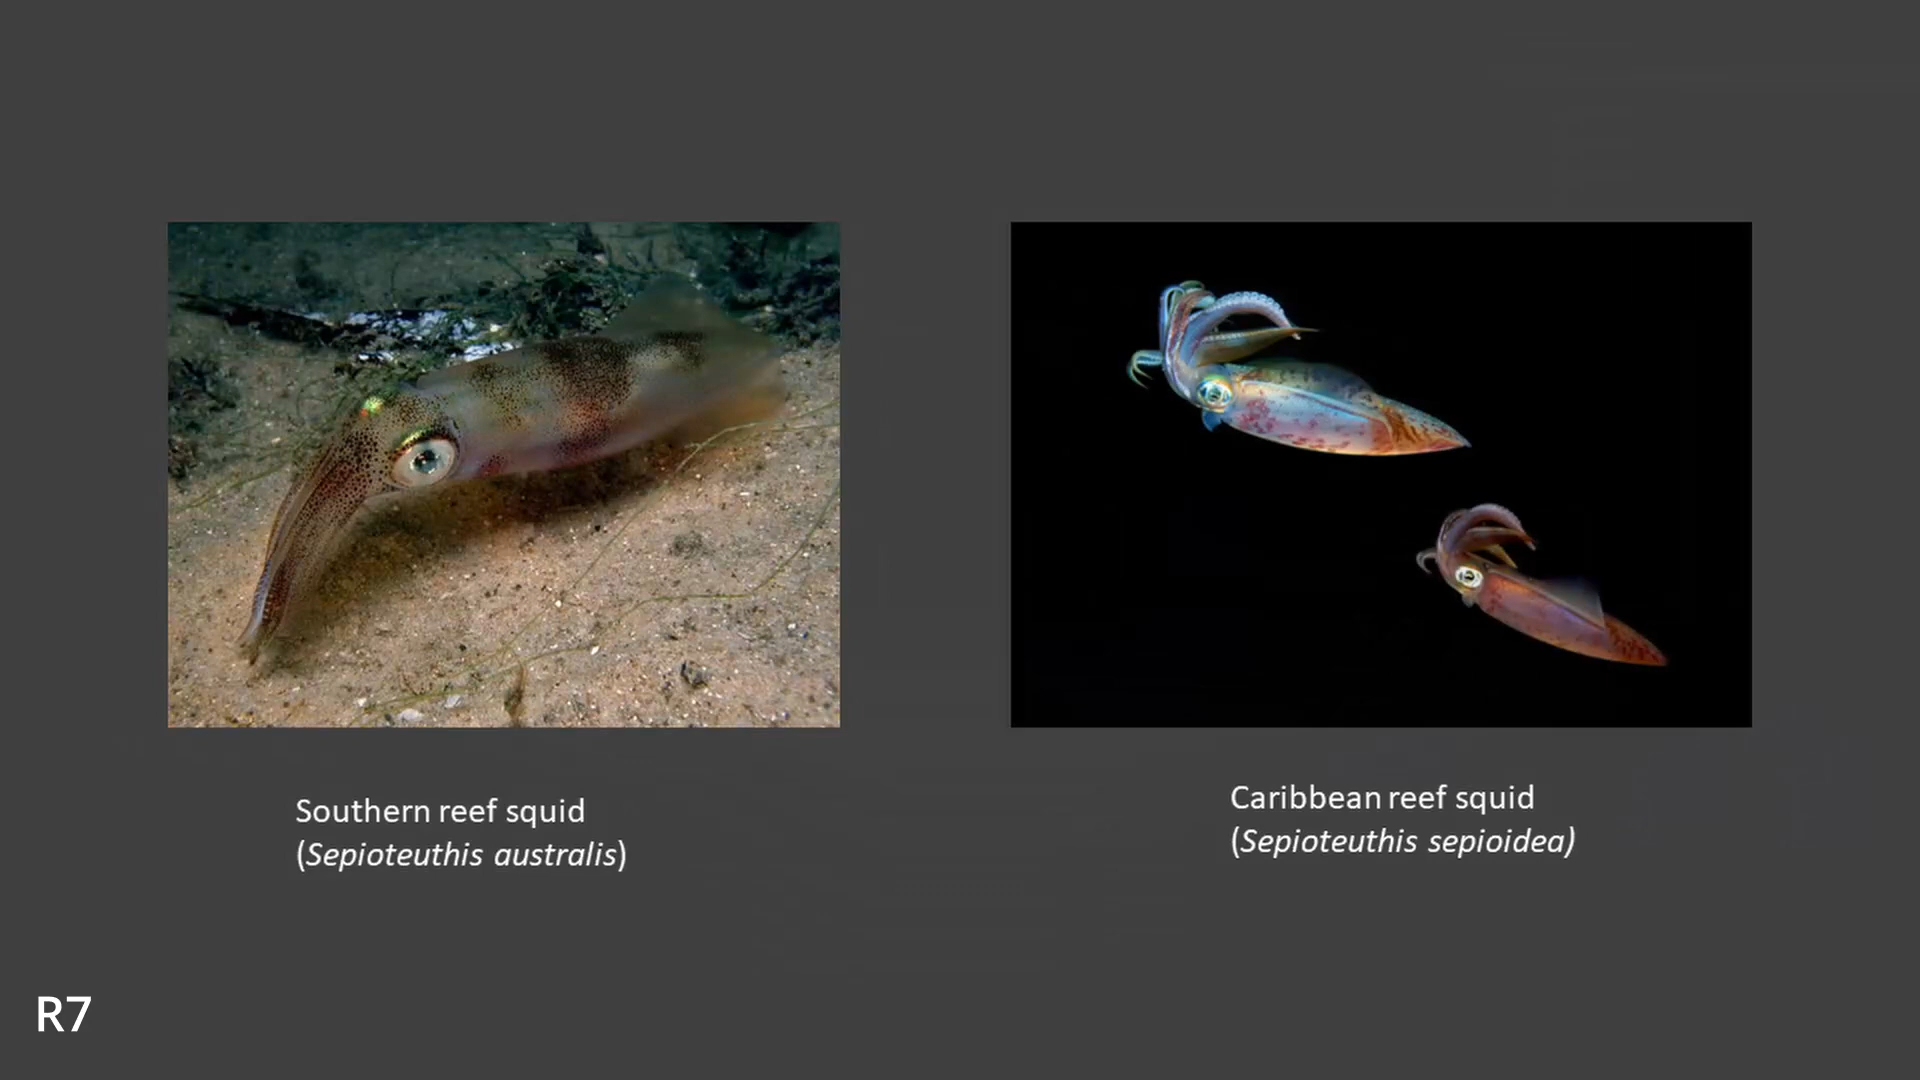 Southern reef squid
(Sepioteuthis australis)
Caribbean reef squid
(Sepioteuthis sepioidea)
R7